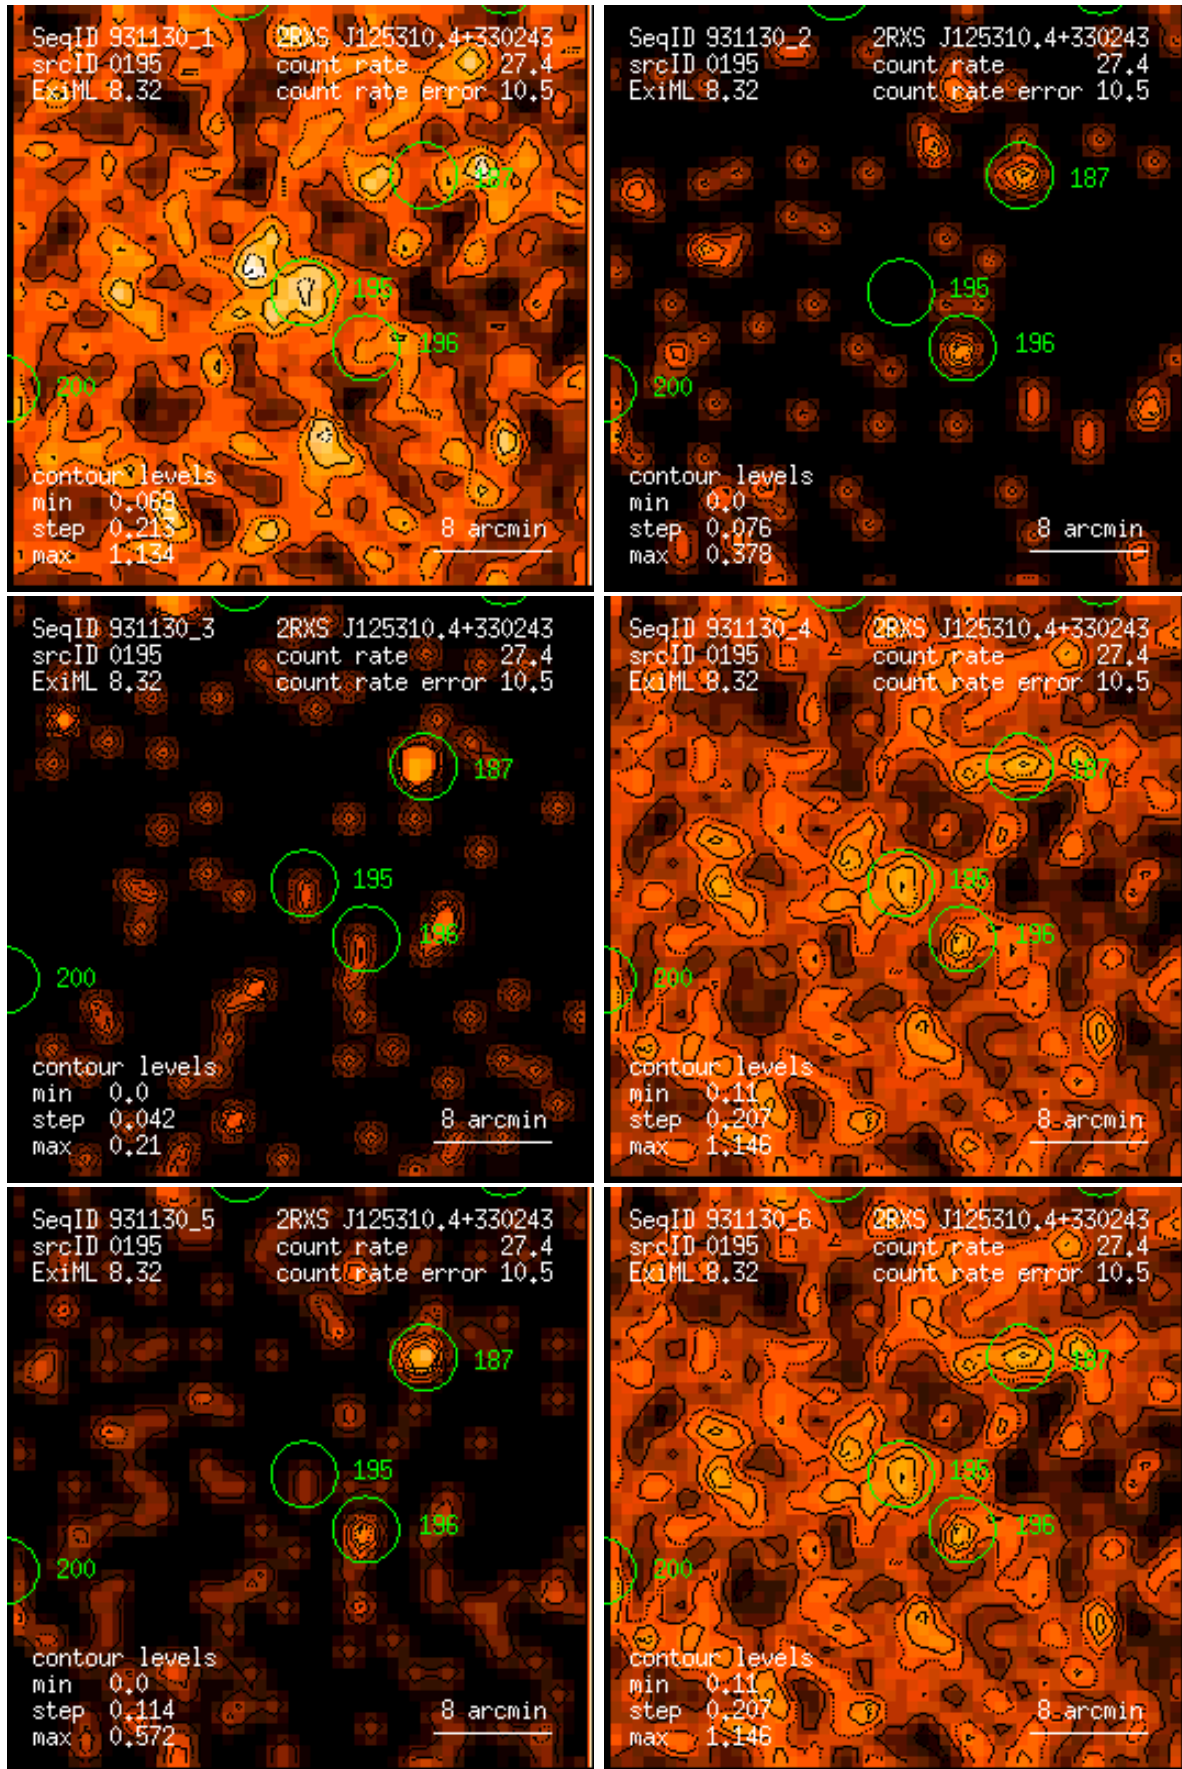 SeqID 931130_1 2RXS J125310.4+330243
srcID 0195 count rate 27.4
ExiML 8.32 count rate error 10.5
187
195
196
200
contour levels
min 0.069
step 0.213 8 arcmin
max 1.134
SeqID 931130_2 2RXS J125310.4+330243
srcID 0195 count rate 27.4
ExiML 8.32 count rate error 10.5
187
195
196
200
contour levels
min 0.0
step 0.076 8 arcmin
max 0.378
SeqID 931130_3 2RXS J125310.4+330243
srcID 0195 count rate 27.4
ExiML 8.32 count rate error 10.5
187
195
196
200
contour levels
min 0.0
step 0.042 8 arcmin
max 0.21
SeqID 931130_4 2RXS J125310.4+330243
srcID 0195 count rate 27.4
ExiML 8.32 count rate error 10.5
187
195
196
200
contour levels
min 0.11
step 0.207 8 arcmin
max 1.146
SeqID 931130_5 2RXS J125310.4+330243
srcID 0195 count rate 27.4
ExiML 8.32 count rate error 10.5
187
195
196
200
contour levels
min 0.0
step 0.114 8 arcmin
max 0.572
SeqID 931130_6 2RXS J125310.4+330243
srcID 0195 count rate 27.4
ExiML 8.32 count rate error 10.5
187
195
196
200
contour levels
min 0.11
step 0.207 8 arcmin
max 1.146